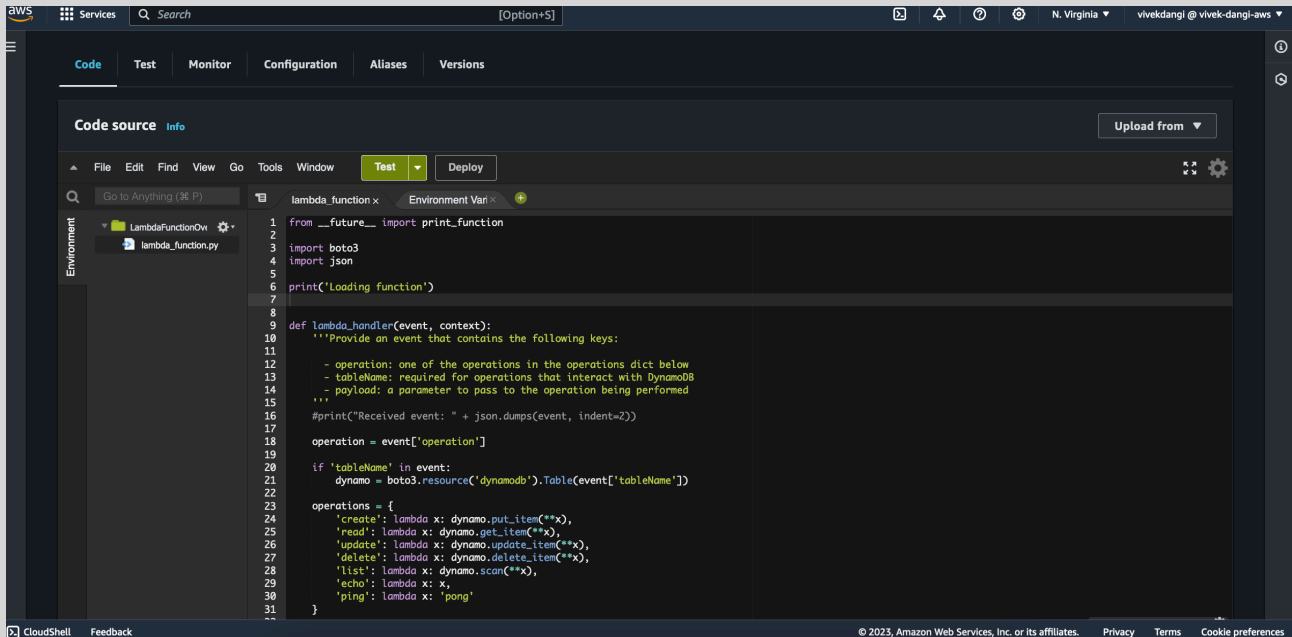 aws
Services
Search
[Option+S]
N. Virginia
vivekdangi @ vivek-dangi-aws
Code
Test
Monitor
Configuration
Aliases
Versions
Code source
Info
Upload from
File Edit Find View Go Tools Window
Test
Deploy
Go to Anything (⌘ P)
lambda_function ×
Environment Vari ×
Environment
LambdaFunctionOve
lambda_function.py
1 from __future__ import print_function
2
3 import boto3
4 import json
5
6 print('Loading function')
7
8
9 def lambda_handler(event, context):
10     '''Provide an event that contains the following keys:
11
12       - operation: one of the operations in the operations dict below
13       - tableName: required for operations that interact with DynamoDB
14       - payload: a parameter to pass to the operation being performed
15     '''
16     #print("Received event: " + json.dumps(event, indent=2))
17
18     operation = event['operation']
19
20     if 'tableName' in event:
21         dynamo = boto3.resource('dynamodb').Table(event['tableName'])
22
23     operations = {
24         'create': lambda x: dynamo.put_item(**x),
25         'read': lambda x: dynamo.get_item(**x),
26         'update': lambda x: dynamo.update_item(**x),
27         'delete': lambda x: dynamo.delete_item(**x),
28         'list': lambda x: dynamo.scan(**x),
29         'echo': lambda x: x,
30         'ping': lambda x: 'pong'
31     }
CloudShell
Feedback
© 2023, Amazon Web Services, Inc. or its affiliates.
Privacy
Terms
Cookie preferences